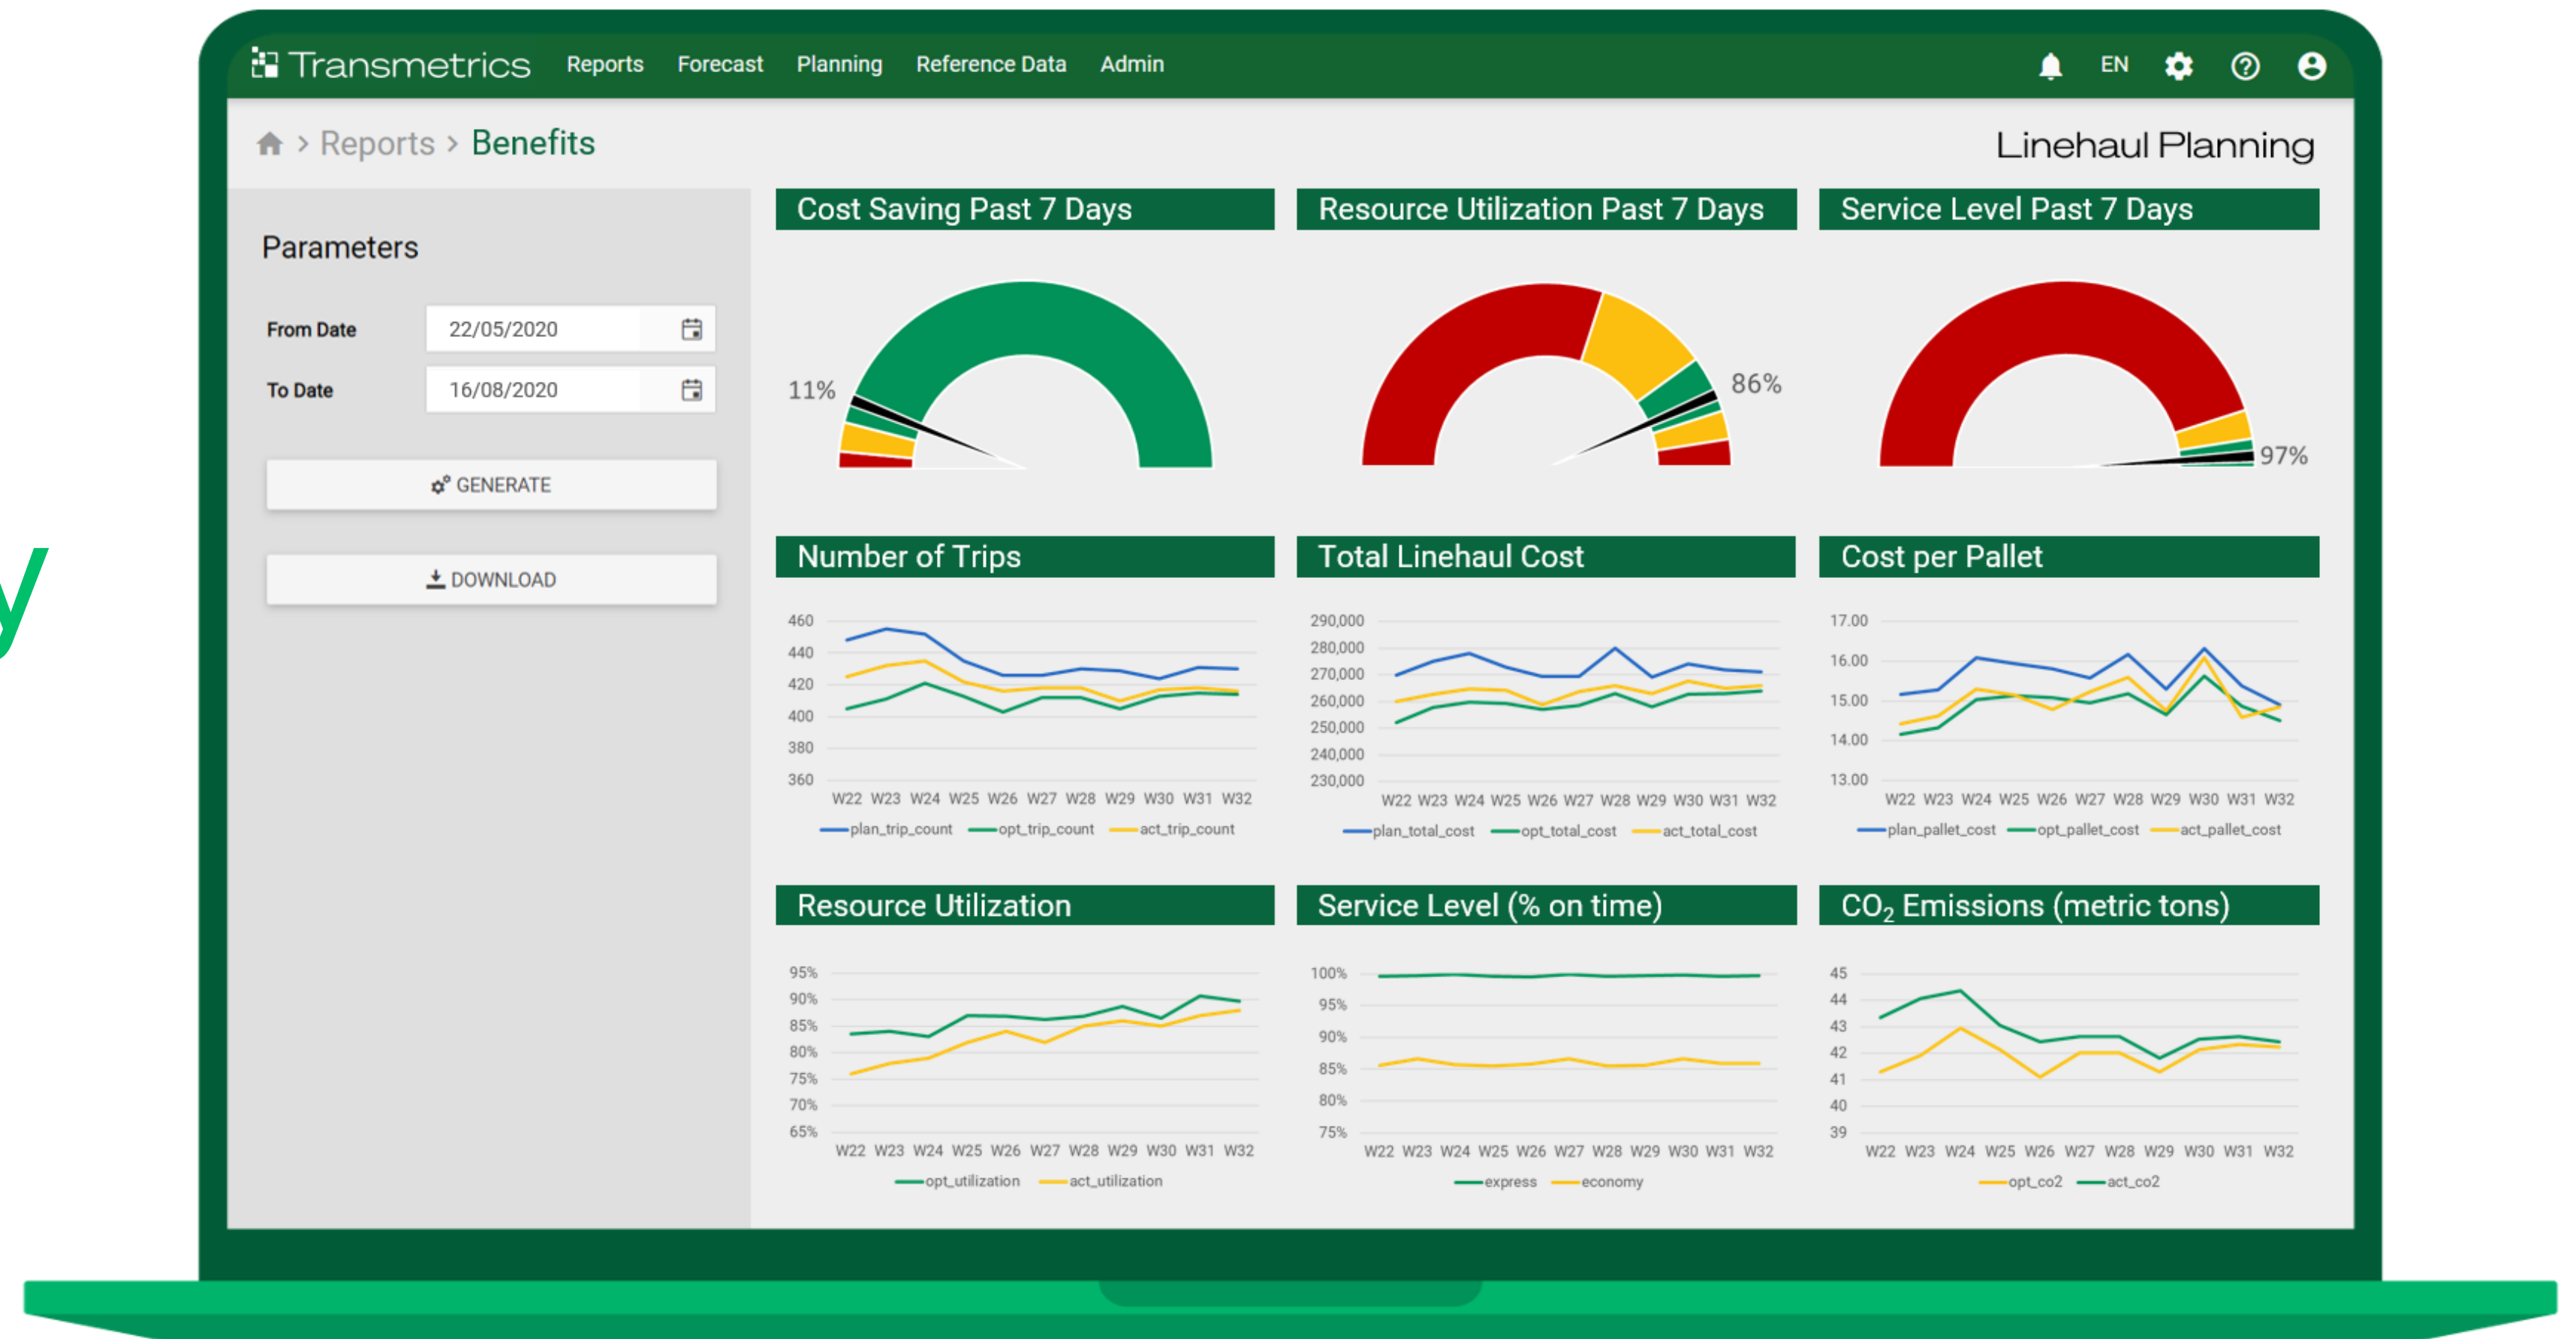 Transmetrics Reports Forecast Planning Reference Data Admin EN
Reports > Benefits
Linehaul Planning
Parameters
From Date 22/05/2020
To Date 16/08/2020
GENERATE
DOWNLOAD
Cost Saving Past 7 Days
11%
Resource Utilization Past 7 Days
86%
Service Level Past 7 Days
97%
Number of Trips
460
440
420
400
380
360
W22 W23 W24 W25 W26 W27 W28 W29 W30 W31 W32
plan_trip_count opt_trip_count act_trip_count
Total Linehaul Cost
290,000
280,000
270,000
260,000
250,000
240,000
230,000
W22 W23 W24 W25 W26 W27 W28 W29 W30 W31 W32
plan_total_cost opt_total_cost act_total_cost
Cost per Pallet
17.00
16.00
15.00
14.00
13.00
W22 W23 W24 W25 W26 W27 W28 W29 W30 W31 W32
plan_pallet_cost opt_pallet_cost act_pallet_cost
Resource Utilization
95%
90%
85%
80%
75%
70%
65%
W22 W23 W24 W25 W26 W27 W28 W29 W30 W31 W32
opt_utilization act_utilization
Service Level (% on time)
100%
95%
90%
85%
80%
75%
W22 W23 W24 W25 W26 W27 W28 W29 W30 W31 W32
express economy
CO₂ Emissions (metric tons)
45
44
43
42
41
40
39
W22 W23 W24 W25 W26 W27 W28 W29 W30 W31 W32
opt_co2 act_co2
y